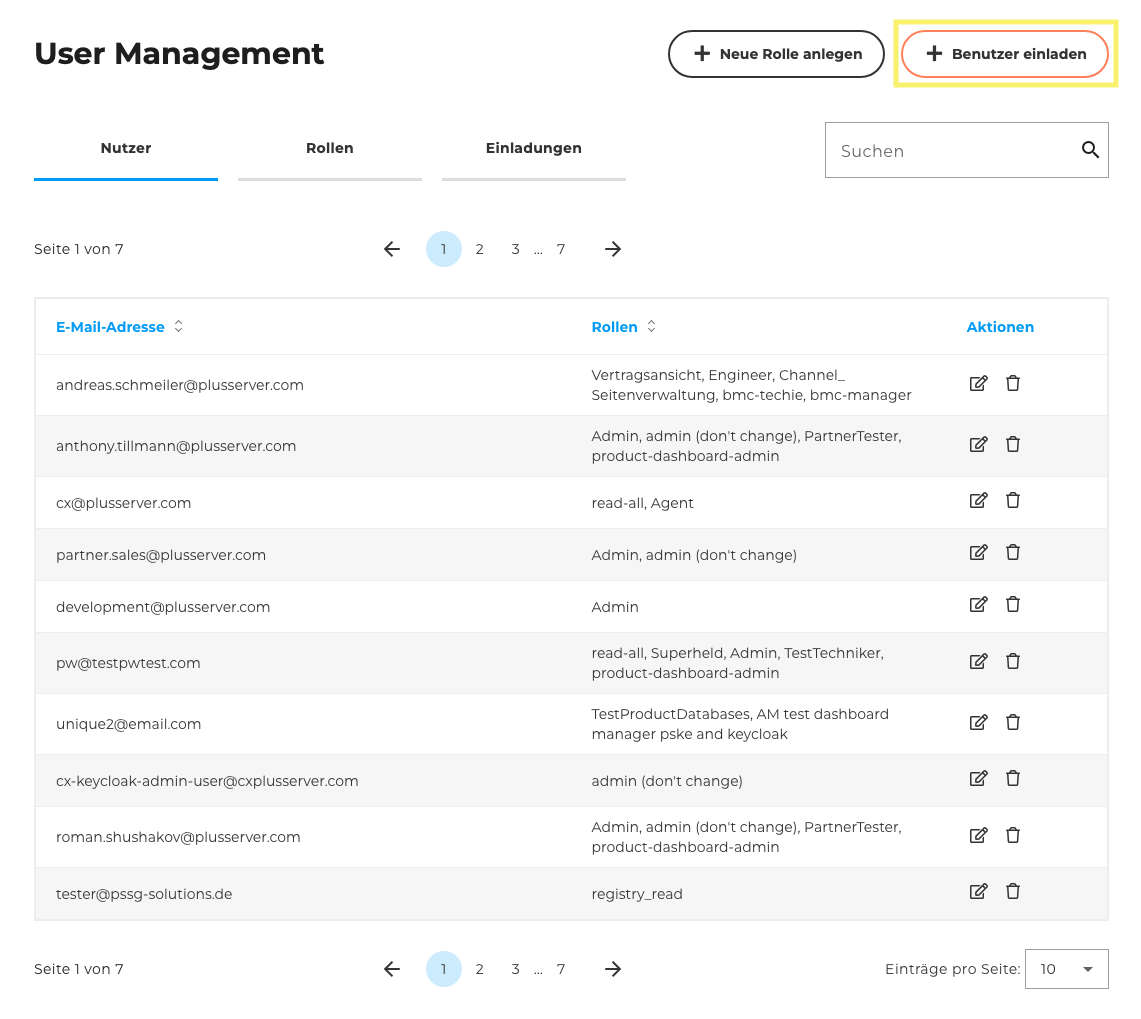 User Management
Neue Rolle anlegen
Benutzer einladen
Nutzer
Rollen
Einladungen
Suchen
Seite 1 von 7
1 2 3 ... 7
E-Mail-Adresse
Rollen
Aktionen
andreas.schmeiler@plusserver.com
Vertragsansicht, Engineer, Channel_
Seitenverwaltung, bmc-techie, bmc-manager
anthony.tillmann@plusserver.com
Admin, admin (don't change), PartnerTester,
product-dashboard-admin
cx@plusserver.com
read-all, Agent
partner.sales@plusserver.com
Admin, admin (don't change)
development@plusserver.com
Admin
pw@testpwtest.com
read-all, Superheld, Admin, TestTechniker,
product-dashboard-admin
unique2@email.com
TestProductDatabases, AM test dashboard
manager pske and keycloak
cx-keycloak-admin-user@cxplusserver.com
admin (don't change)
roman.shushakov@plusserver.com
Admin, admin (don't change), PartnerTester,
product-dashboard-admin
tester@pssg-solutions.de
registry_read
Seite 1 von 7
1 2 3 ... 7
Einträge pro Seite: 10